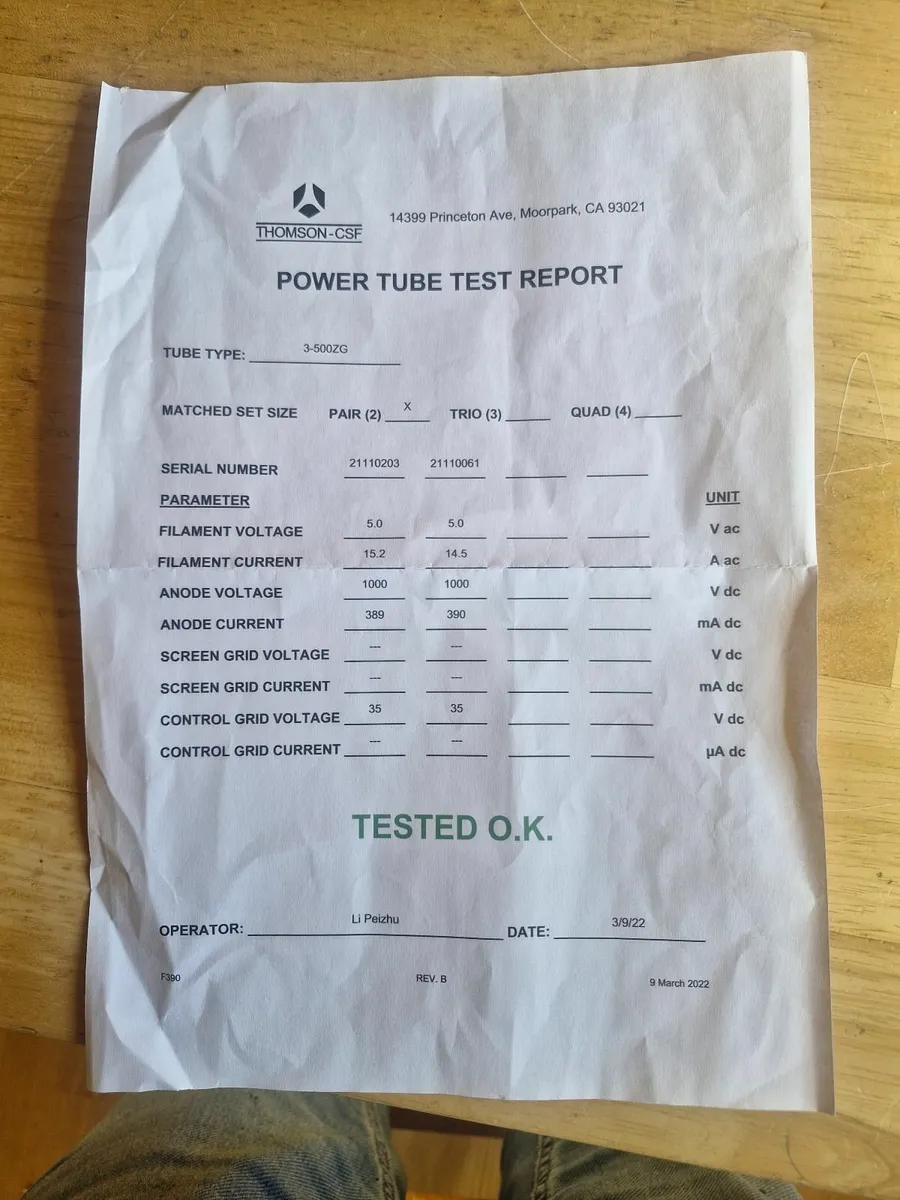 THOMSON-CSF
14399 Princeton Ave, Moorpark, CA 93021
POWER TUBE TEST REPORT
TUBE TYPE: 3-500ZG
MATCHED SET SIZE PAIR (2) X TRIO (3) ____ QUAD (4) ____
SERIAL NUMBER 21110203 21110061
PARAMETER UNIT
FILAMENT VOLTAGE 5.0 5.0 V ac
FILAMENT CURRENT 15.2 14.5 A ac
ANODE VOLTAGE 1000 1000 V dc
ANODE CURRENT 389 390 mA dc
SCREEN GRID VOLTAGE --- --- V dc
SCREEN GRID CURRENT --- --- mA dc
CONTROL GRID VOLTAGE 35 35 V dc
CONTROL GRID CURRENT --- --- µA dc
TESTED O.K.
OPERATOR: Li Peizhu DATE: 3/9/22
F390 REV. B 9 March 2022